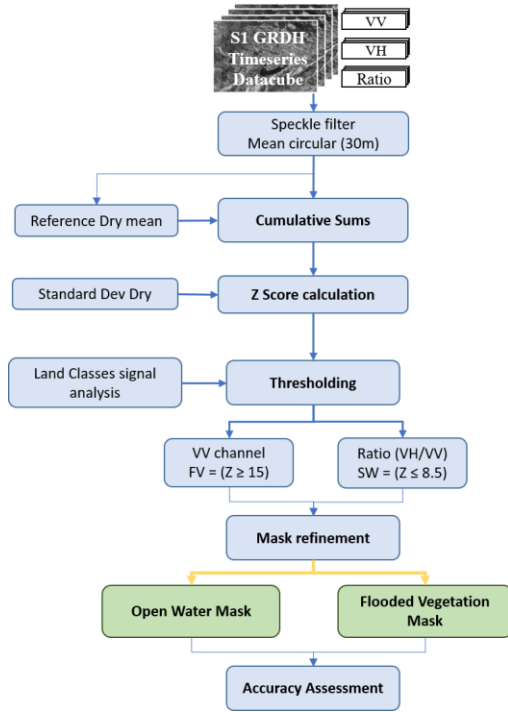 S1 GRDH
Timeseries
Datacube
VV
VH
Ratio
Speckle filter
Mean circular (30m)
Reference Dry mean
Cumulative Sums
Standard Dev Dry
Z Score calculation
Land Classes signal
analysis
Thresholding
VV channel
FV = (Z ≥ 15)
Ratio (VH/VV)
SW = (Z ≤ 8.5)
Mask refinement
Open Water Mask
Flooded Vegetation
Mask
Accuracy Assessment